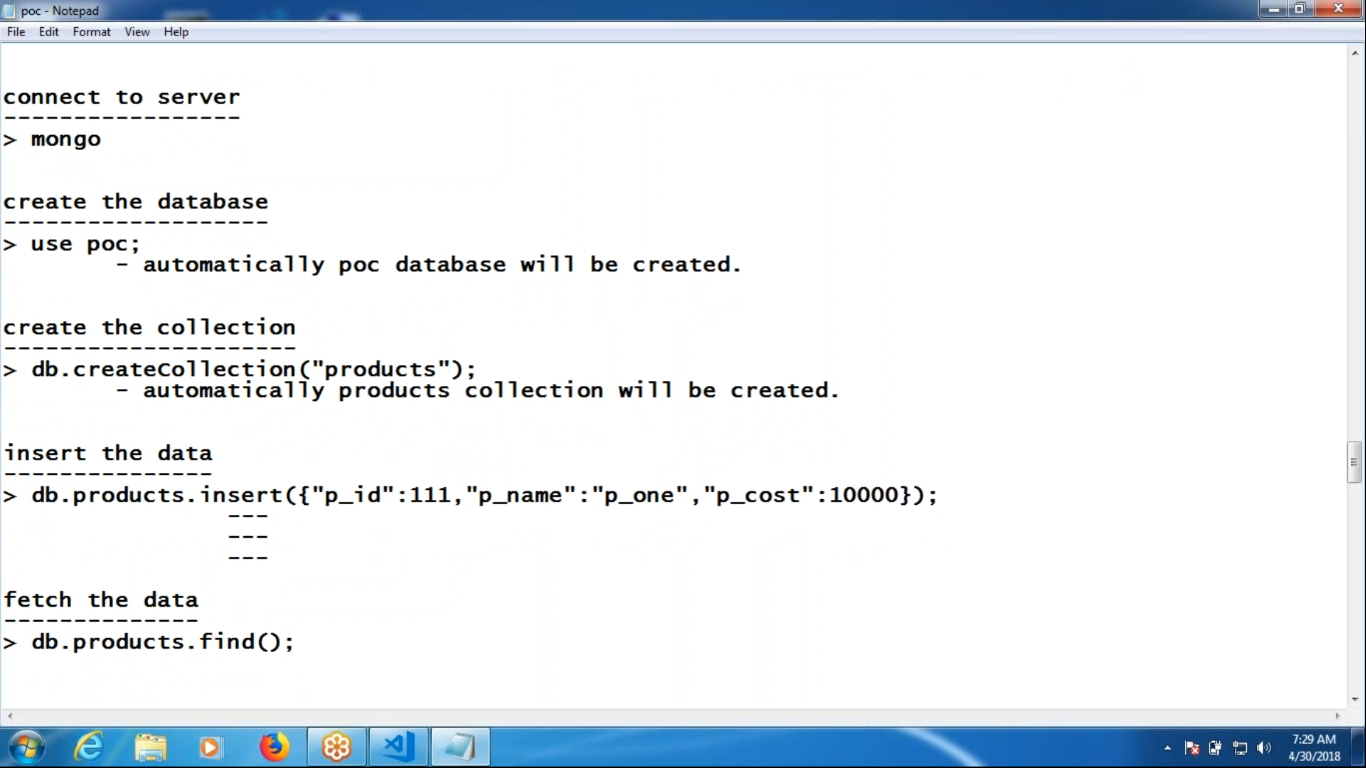 poc - Notepad
File Edit Format View Help
connect to server
-----------------
> mongo
create the database
-------------------
> use poc;
- automatically poc database will be created.
create the collection
---------------------
> db.createCollection("products");
- automatically products collection will be created.
insert the data
---------------
> db.products.insert({"p_id":111,"p_name":"p_one","p_cost":10000});
---
---
---
fetch the data
--------------
> db.products.find();
7:29 AM
4/30/2018